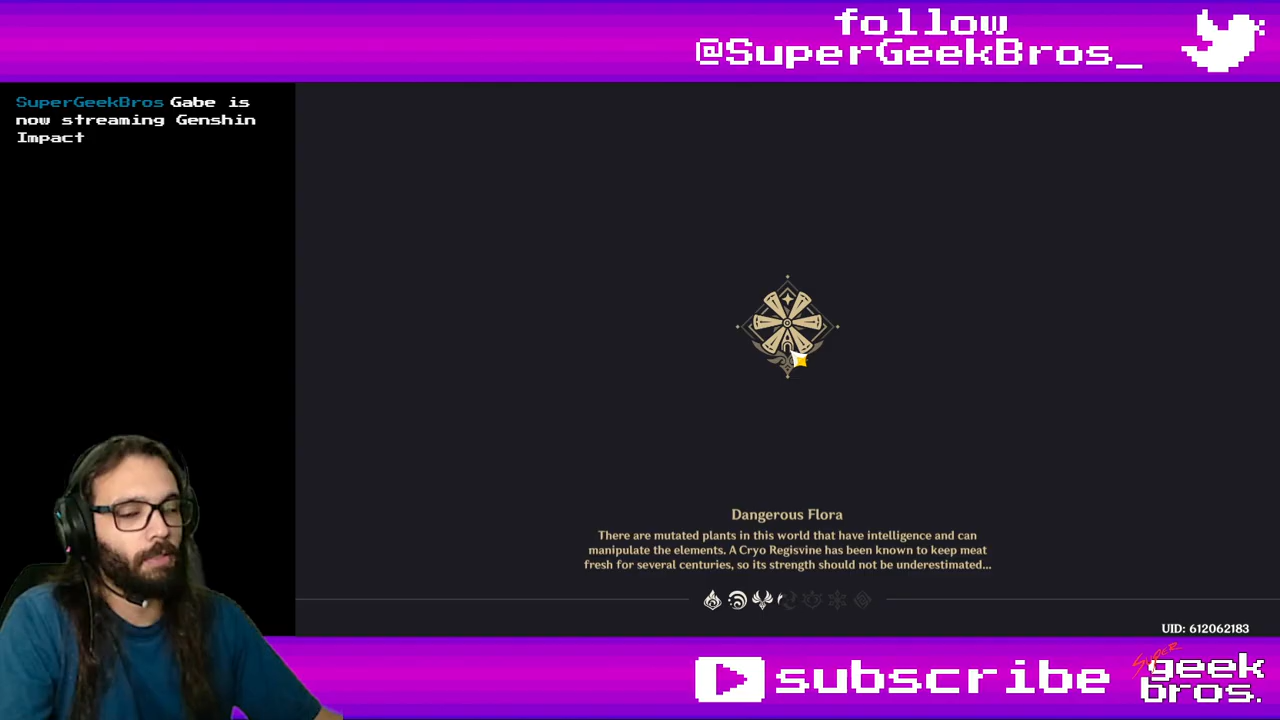 follow
@SuperGeekBros_
SuperGeekBros Gabe is
now streaming Genshin
Impact
Dangerous Flora
There are mutated plants in this world that have intelligence and can
manipulate the elements. A Cryo Regisvine has been known to keep meat
fresh for several centuries, so its strength should not be underestimated...
UID: 612062183
subscribe
SUPER
geek
bros.